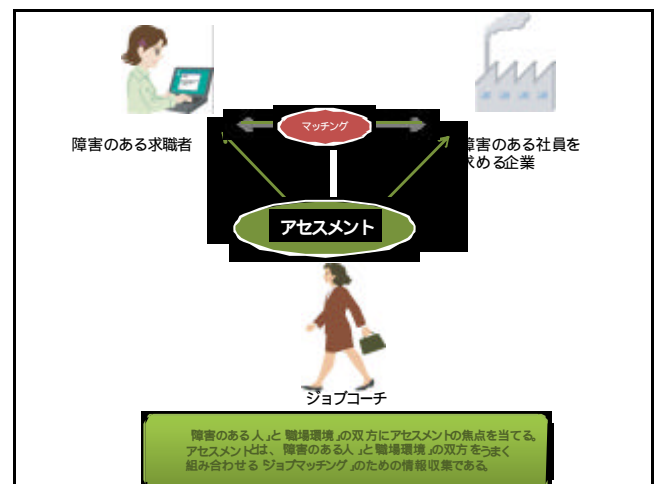 マッチング
障害のある求職者
障害のある社員を
求める企業
アセスメント
ジョブコーチ
「障害のある人」と「職場環境」の双方にアセスメントの焦点を当てる。
アセスメントとは、「障害のある人」と「職場環境」の双方をうまく
組み合わせる「ジョブマッチング」のための情報収集である。